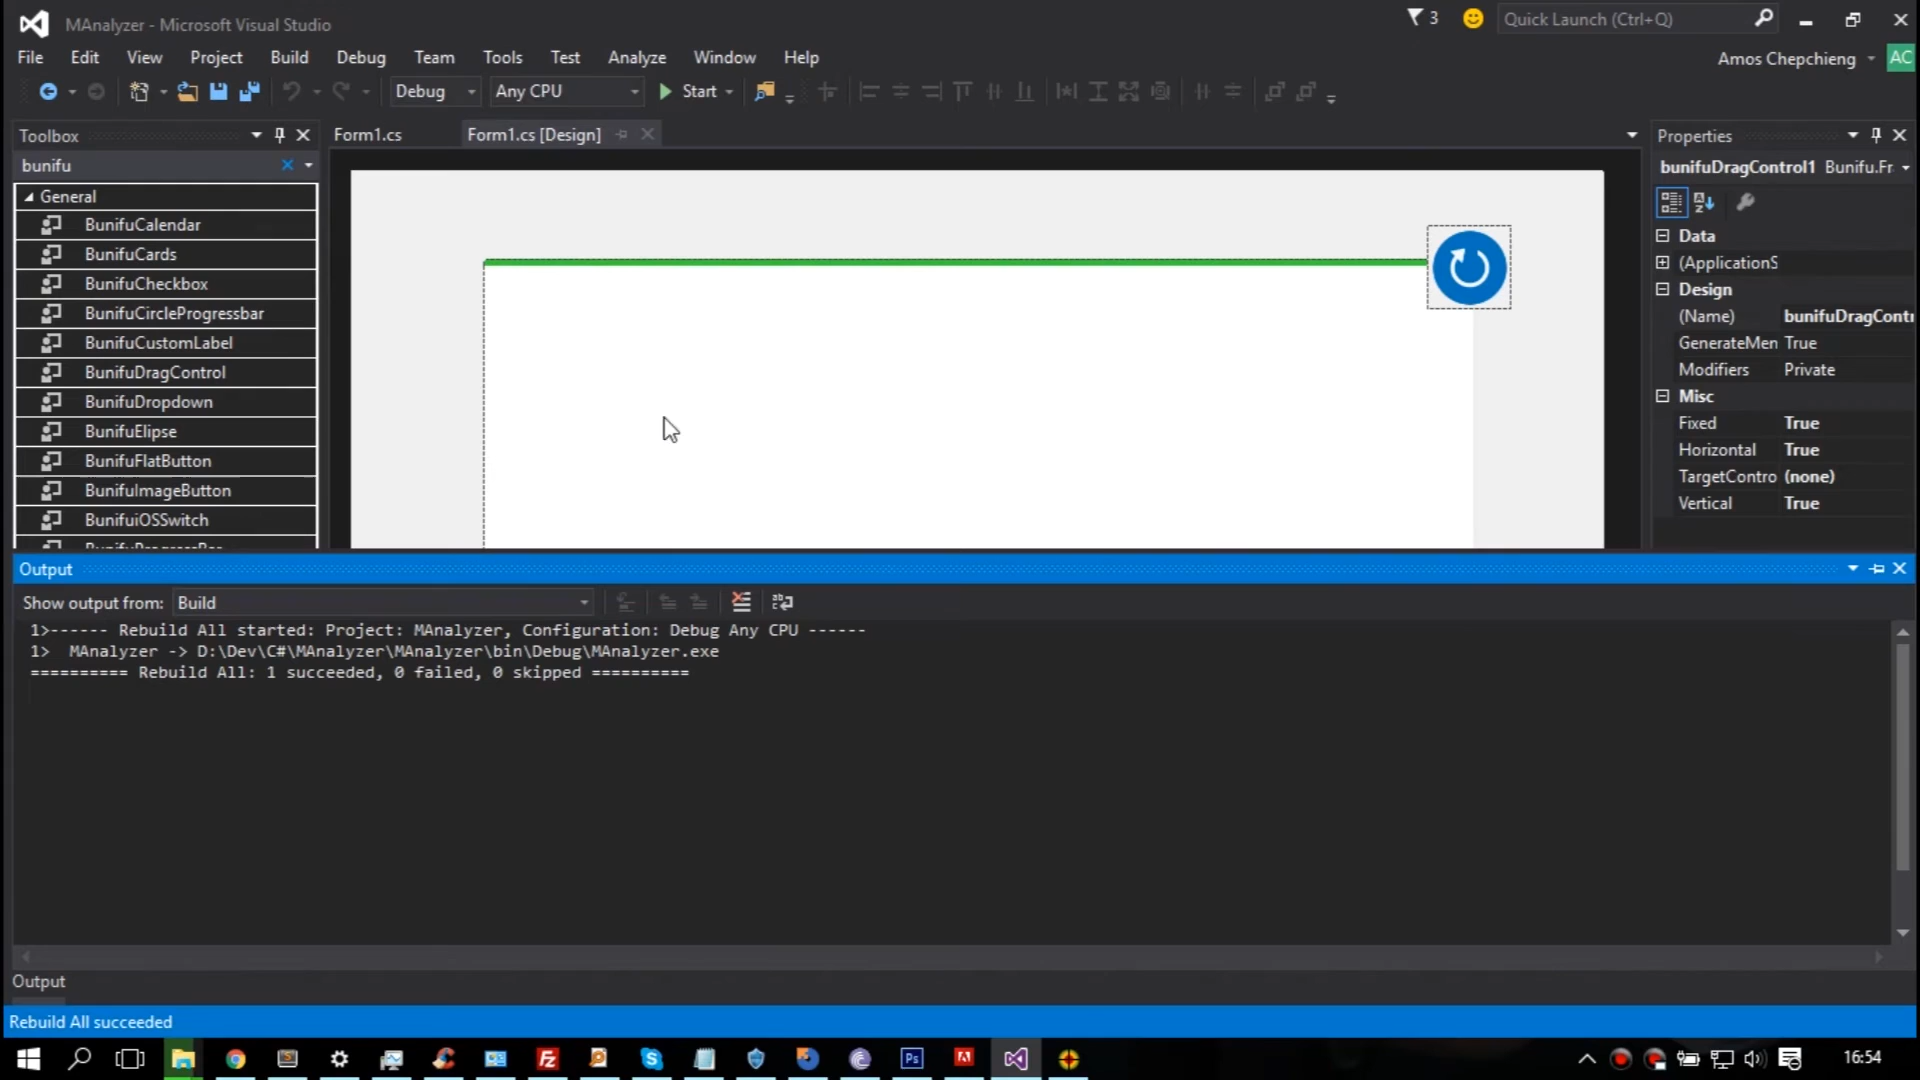 MAnalyzer - Microsoft Visual Studio
3
Quick Launch (Ctrl+Q)
File Edit View Project Build Debug Team Tools Test Analyze Window Help
Amos Chepchieng AC
Debug Any CPU Start
Toolbox
Form1.cs
Form1.cs [Design]
Properties
bunifu
bunifuDragControl1 Bunifu.Fr
General
BunifuCalendar
BunifuCards
BunifuCheckbox
BunifuCircleProgressbar
BunifuCustomLabel
BunifuDragControl
BunifuDropdown
BunifuElipse
BunifuFlatButton
BunifuImageButton
BunifuiOSSwitch
BunifuProgressBar
Data
(ApplicationS
Design
(Name) bunifuDragContr
GenerateMen True
Modifiers Private
Misc
Fixed True
Horizontal True
TargetContro (none)
Vertical True
Output
Show output from: Build
1>------ Rebuild All started: Project: MAnalyzer, Configuration: Debug Any CPU ------
1>  MAnalyzer -> D:\Dev\C#\MAnalyzer\MAnalyzer\bin\Debug\MAnalyzer.exe
========== Rebuild All: 1 succeeded, 0 failed, 0 skipped ==========
Output
Rebuild All succeeded
Fz
Ps
16:54